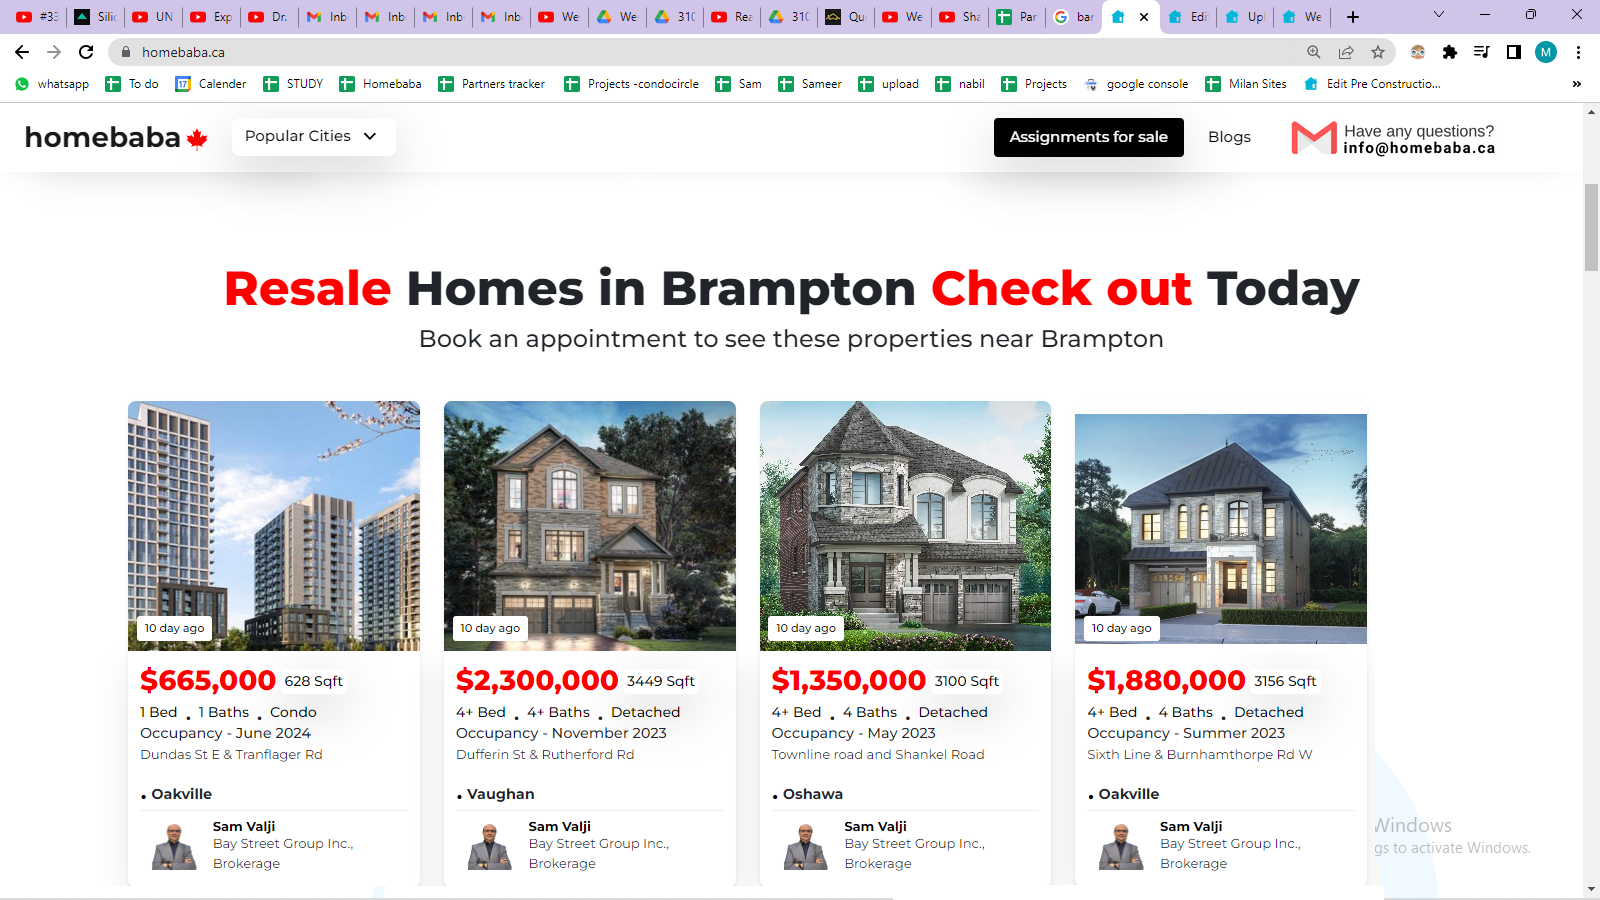 #33
Silic
UN
Exp
Dr.
Inb
Inb
Inb
Inb
We
We
310
Rea
310
Qu
We
Sha
Par
bar
Edi
Upl
We
homebaba.ca
M
whatsapp
To do
17
Calender
STUDY
Homebaba
Partners tracker
Projects -condocircle
Sam
Sameer
upload
nabil
Projects
google console
Milan Sites
Edit Pre Constructio...
»
homebaba
Popular Cities
Assignments for sale
Blogs
Have any questions?
info@homebaba.ca
Resale Homes in Brampton Check out Today
Book an appointment to see these properties near Brampton
10 day ago
$665,000 628 Sqft
1 Bed . 1 Baths . Condo
Occupancy - June 2024
Dundas St E & Tranflager Rd
• Oakville
Sam Valji
Bay Street Group Inc.,
Brokerage
10 day ago
$2,300,000 3449 Sqft
4+ Bed . 4+ Baths . Detached
Occupancy - November 2023
Dufferin St & Rutherford Rd
• Vaughan
Sam Valji
Bay Street Group Inc.,
Brokerage
10 day ago
$1,350,000 3100 Sqft
4+ Bed . 4 Baths . Detached
Occupancy - May 2023
Townline road and Shankel Road
• Oshawa
Sam Valji
Bay Street Group Inc.,
Brokerage
10 day ago
$1,880,000 3156 Sqft
4+ Bed . 4 Baths . Detached
Occupancy - Summer 2023
Sixth Line & Burnhamthorpe Rd W
• Oakville
Sam Valji
Bay Street Group Inc.,
Brokerage
Windows
gs to activate Windows.